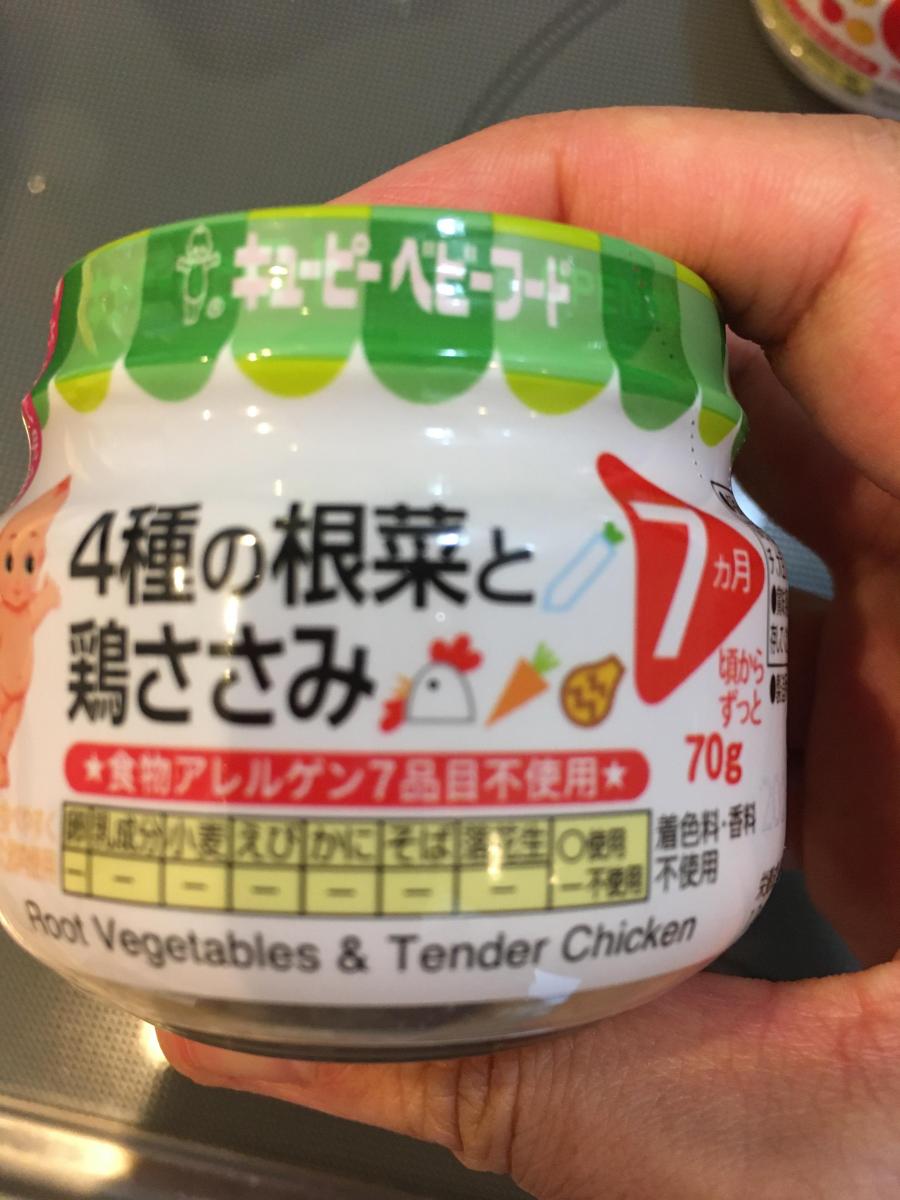 キューピーベビーフード
4種の根菜と
鶏ささみ
7ヵ月
頃から
ずっと
70g
★食物アレルゲン7品目不使用★
卵 乳成分 小麦 えび かに そば 落花生 ○使用
— — — — — — — —不使用
着色料・香料
不使用
Root Vegetables & Tender Chicken